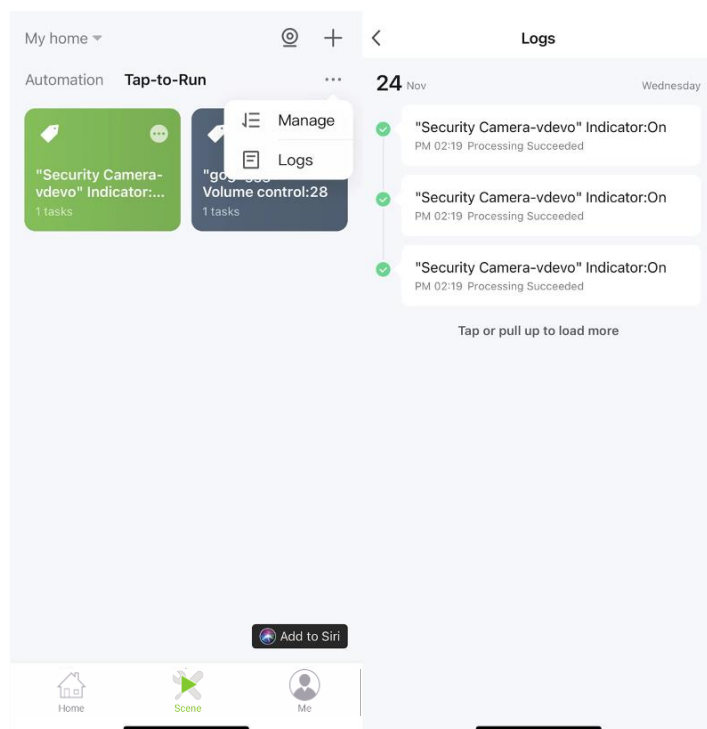 My home
Automation Tap-to-Run
Manage
Logs
"Security Camera-
vdevo" Indicator:...
1 tasks
Volume control:28
1 tasks
Add to Siri
Home
Scene
Me
Logs
24 Nov Wednesday
"Security Camera-vdevo" Indicator:On
PM 02:19 Processing Succeeded
"Security Camera-vdevo" Indicator:On
PM 02:19 Processing Succeeded
"Security Camera-vdevo" Indicator:On
PM 02:19 Processing Succeeded
Tap or pull up to load more